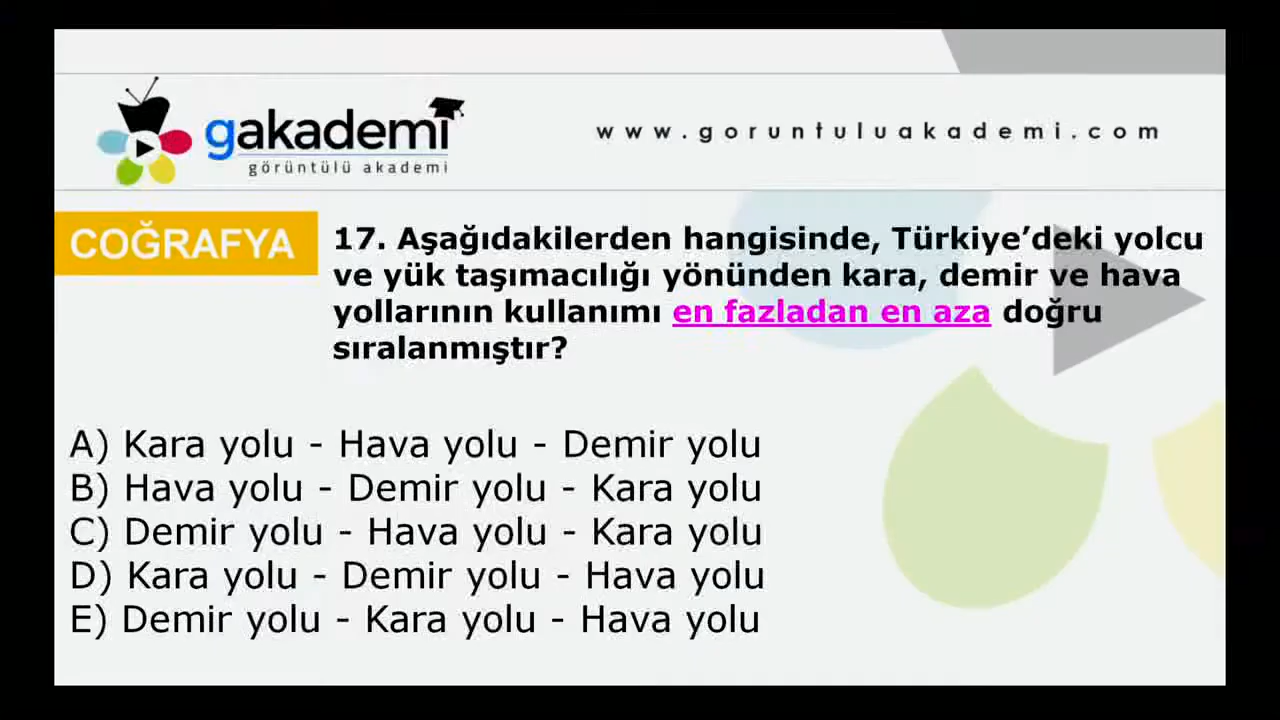 gakademi
görüntülü akademi
www.goruntuluakademi.com
COĞRAFYA
17. Aşağıdakilerden hangisinde, Türkiye’deki yolcu
ve yük taşımacılığı yönünden kara, demir ve hava
yollarının kullanımı en fazladan en aza doğru
sıralanmıştır?
A) Kara yolu - Hava yolu - Demir yolu
B) Hava yolu - Demir yolu - Kara yolu
C) Demir yolu - Hava yolu - Kara yolu
D) Kara yolu - Demir yolu - Hava yolu
E) Demir yolu - Kara yolu - Hava yolu